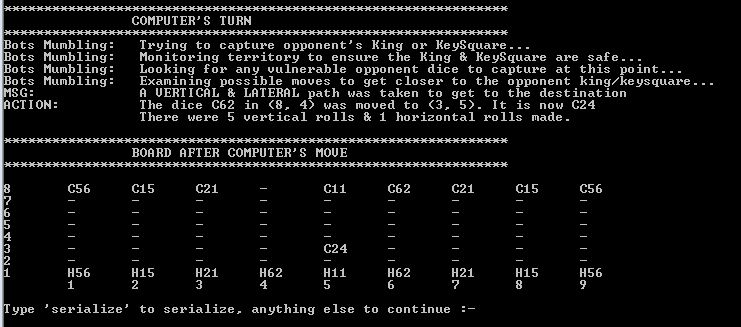 ************************************************************
COMPUTER'S TURN
************************************************************
Bots Mumbling: Trying to capture opponent's King or KeySquare...
Bots Mumbling: Monitoring territory to ensure the King & KeySquare are safe...
Bots Mumbling: Looking for any vulnerable opponent dice to capture at this point...
Bots Mumbling: Examining possible moves to get closer to the opponent king/keysquare...
MSG: A VERTICAL & LATERAL path was taken to get to the destination
ACTION: The dice C62 in (8, 4) was moved to (3, 5). It is now C24
There were 5 vertical rolls & 1 horizontal rolls made.
************************************************************
BOARD AFTER COMPUTER'S MOVE
************************************************************
8 C56 C15 C21 - C11 C62 C21 C15 C56
7 - - - - - - - - -
6 - - - - - - - - -
5 - - - - - - - - -
4 - - - - - - - - -
3 - - - - C24 - - - -
2 - - - - - - - - -
1 H56 H15 H21 H62 H11 H62 H21 H15 H56
1 2 3 4 5 6 7 8 9
Type 'serialize' to serialize, anything else to continue :-